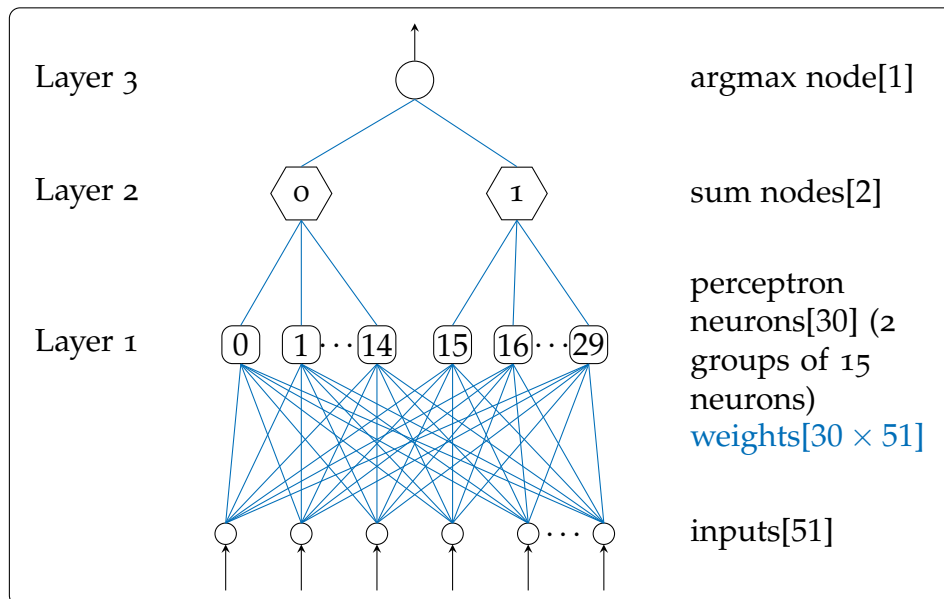 Layer 3
argmax node[1]
Layer 2
0
1
sum nodes[2]
Layer 1
0 1 ··· 14 15 16 ··· 29
perceptron
neurons[30] (2
groups of 15
neurons)
weights[30 × 51]
···
inputs[51]